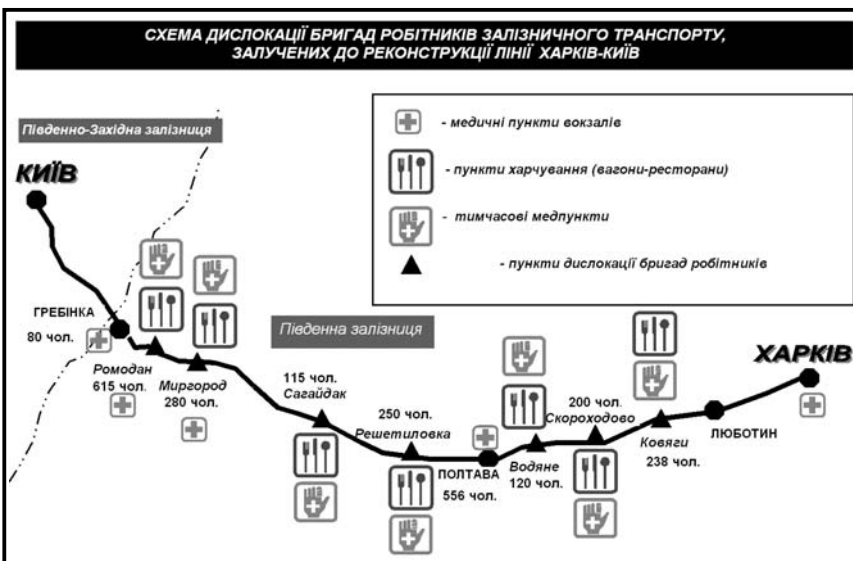 СХЕМА ДИСЛОКАЦІЇ БРИГАД РОБІТНИКІВ ЗАЛІЗНИЧНОГО ТРАНСПОРТУ,
ЗАЛУЧЕНИХ ДО РЕКОНСТРУКЦІЇ ЛІНІЇ ХАРКІВ-КИЇВ
Південно-Західна залізниця
- медичні пункти вокзалів
- пункти харчування (вагони-ресторани)
- тимчасові медпункти
- пункти дислокації бригад робітників
КИЇВ
ГРЕБІНКА
80 чол.
Ромодан
615 чол.
Миргород
280 чол.
Південна залізниця
115 чол.
Сагайдак
250 чол.
Решетиловка
ПОЛТАВА
556 чол.
Водяне
120 чол.
200 чол.
Скороходово
Ковяги
238 чол.
ЛЮБОТИН
ХАРКІВ